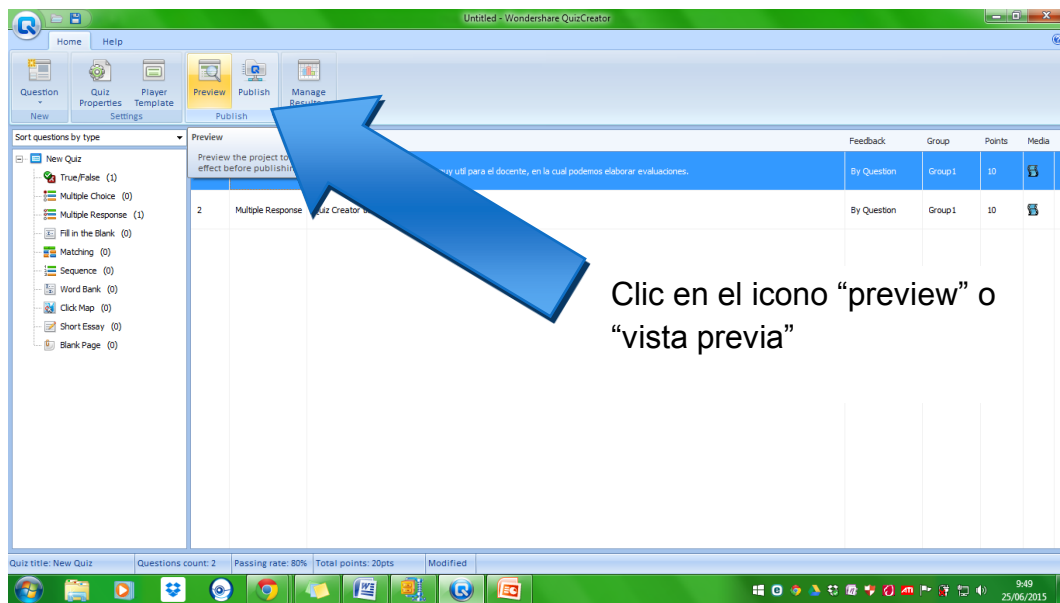 Untitled - Wondershare QuizCreator
Home Help
Question Quiz Properties Player Template Preview Publish Manage
New Settings Publish
Sort questions by type
Preview Feedback Group Points Media
Preview the project to
effect before publishin
New Quiz
util para el docente, en la cual podemos elaborar evaluaciones. By Question Group1 10
True/False (1)
Multiple Choice (0)
2 Multiple Response Quiz Creator By Question Group1 10
Multiple Response (1)
Fill in the Blank (0)
Matching (0)
Sequence (0)
Word Bank (0)
Click Map (0)
Short Essay (0)
Blank Page (0)
Clic en el icono “preview” o
“vista previa”
Quiz title: New Quiz Questions count: 2 Passing rate: 80% Total points: 20pts Modified
9:49
25/06/2015